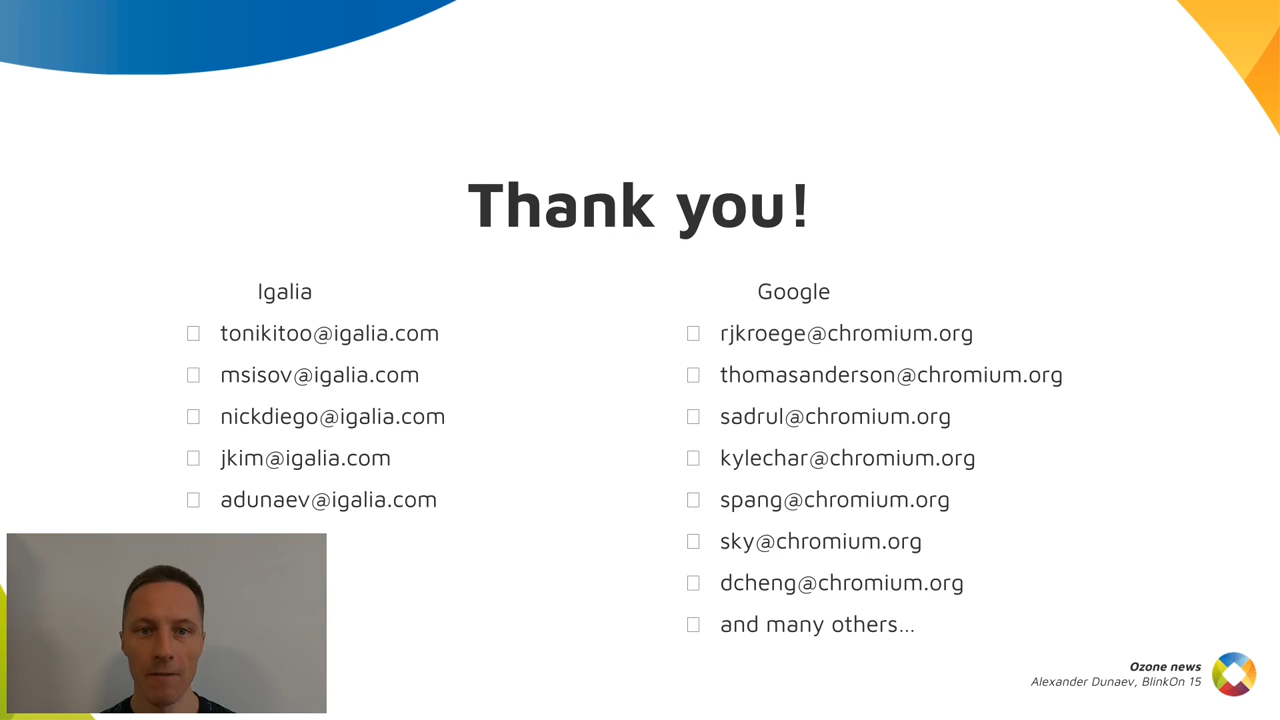 Thank you!
Igalia
tonikitoo@igalia.com
msisov@igalia.com
nickdiego@igalia.com
jkim@igalia.com
adunaev@igalia.com
Google
rjkroege@chromium.org
thomasanderson@chromium.org
sadrul@chromium.org
kylechar@chromium.org
spang@chromium.org
sky@chromium.org
dcheng@chromium.org
and many others...
Ozone news
Alexander Dunaev, BlinkOn 15